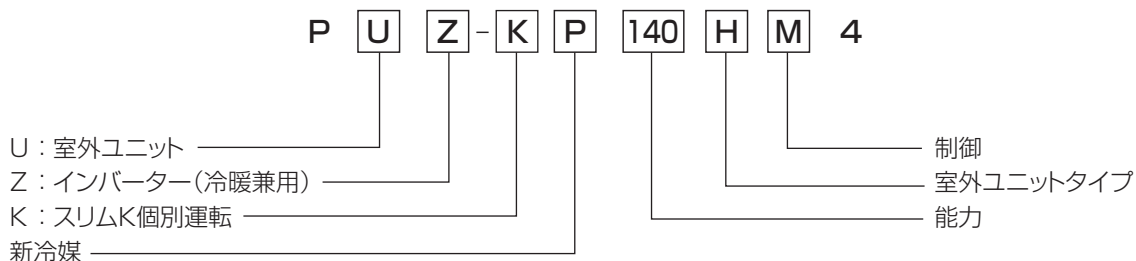 P U Z-K P 140 H M 4
U:室外ユニット
制御
Z:インバーター(冷暖兼用)
室外ユニットタイプ
K:スリムK個別運転
能力
新冷媒